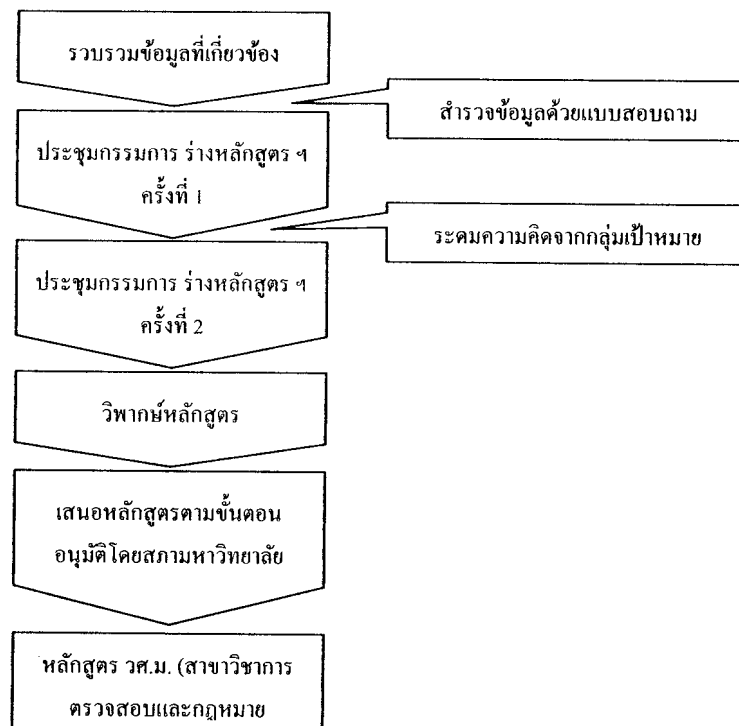 รวบรวมข้อมูลที่เกี่ยวข้อง
สำรวจข้อมูลด้วยแบบสอบถาม
ประชุมกรรมการ ร่างหลักสูตร ฯ
ครั้งที่ 1
ระดมความคิดจากกลุ่มเป้าหมาย
ประชุมกรรมการ ร่างหลักสูตร ฯ
ครั้งที่ 2
วิพากษ์หลักสูตร
เสนอหลักสูตรตามขั้นตอน
อนุมัติโดยสภามหาวิทยาลัย
หลักสูตร วศ.ม. (สาขาวิชาการ
ตรวจสอบและกฎหมาย